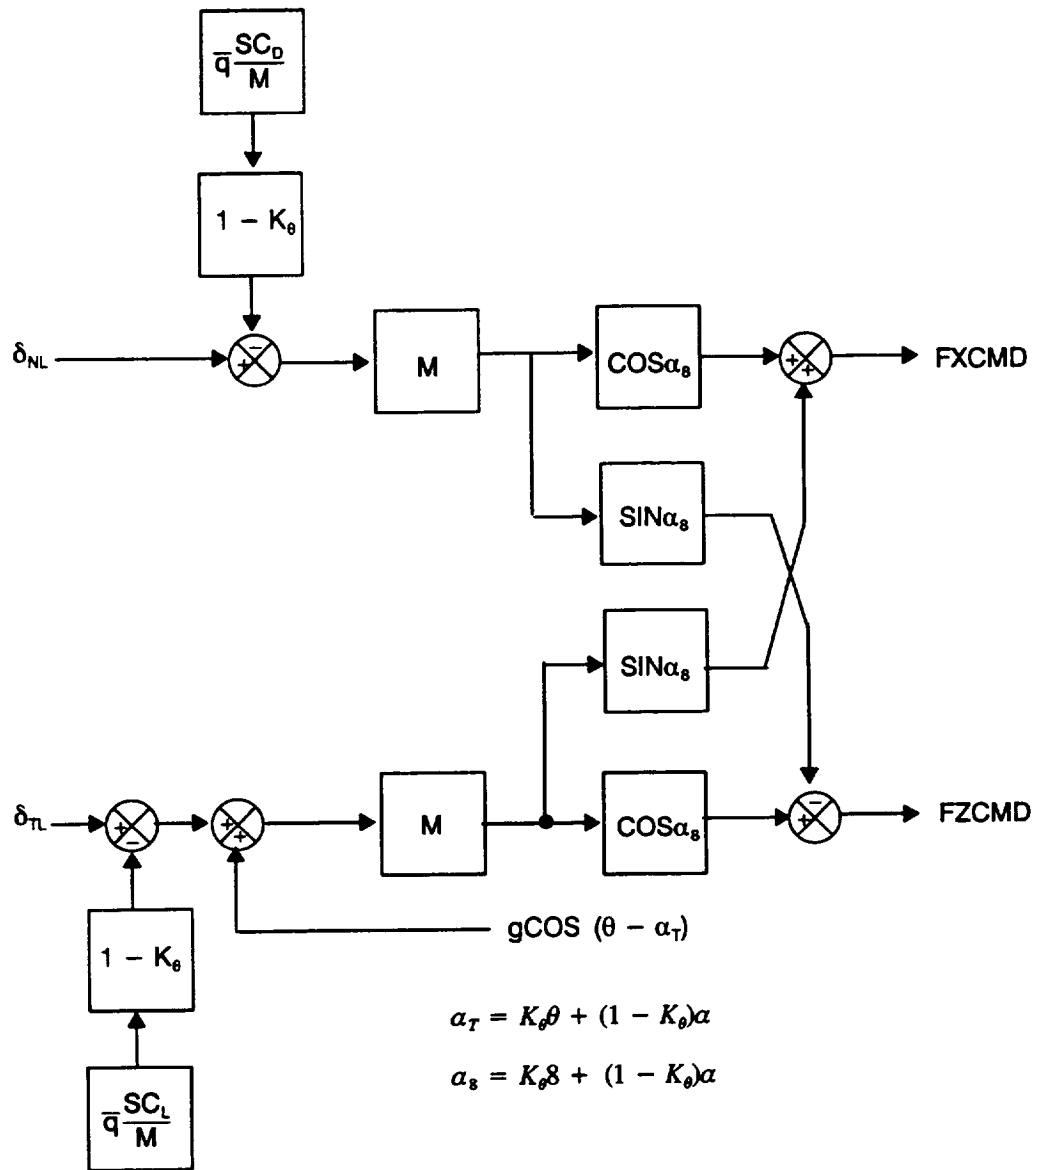 q̅ SC_D / M
1 − K_θ
−
δ_NL
+
M
COSα_8
+
+
FXCMD
SINα_8
SINα_8
δ_TL
+
−
+
+
M
COSα_8
−
+
FZCMD
gCOS (θ − α_T)
1 − K_θ
α_T = K_θθ + (1 − K_θ)α
α_8 = K_θ8 + (1 − K_θ)α
q̅ SC_L / M